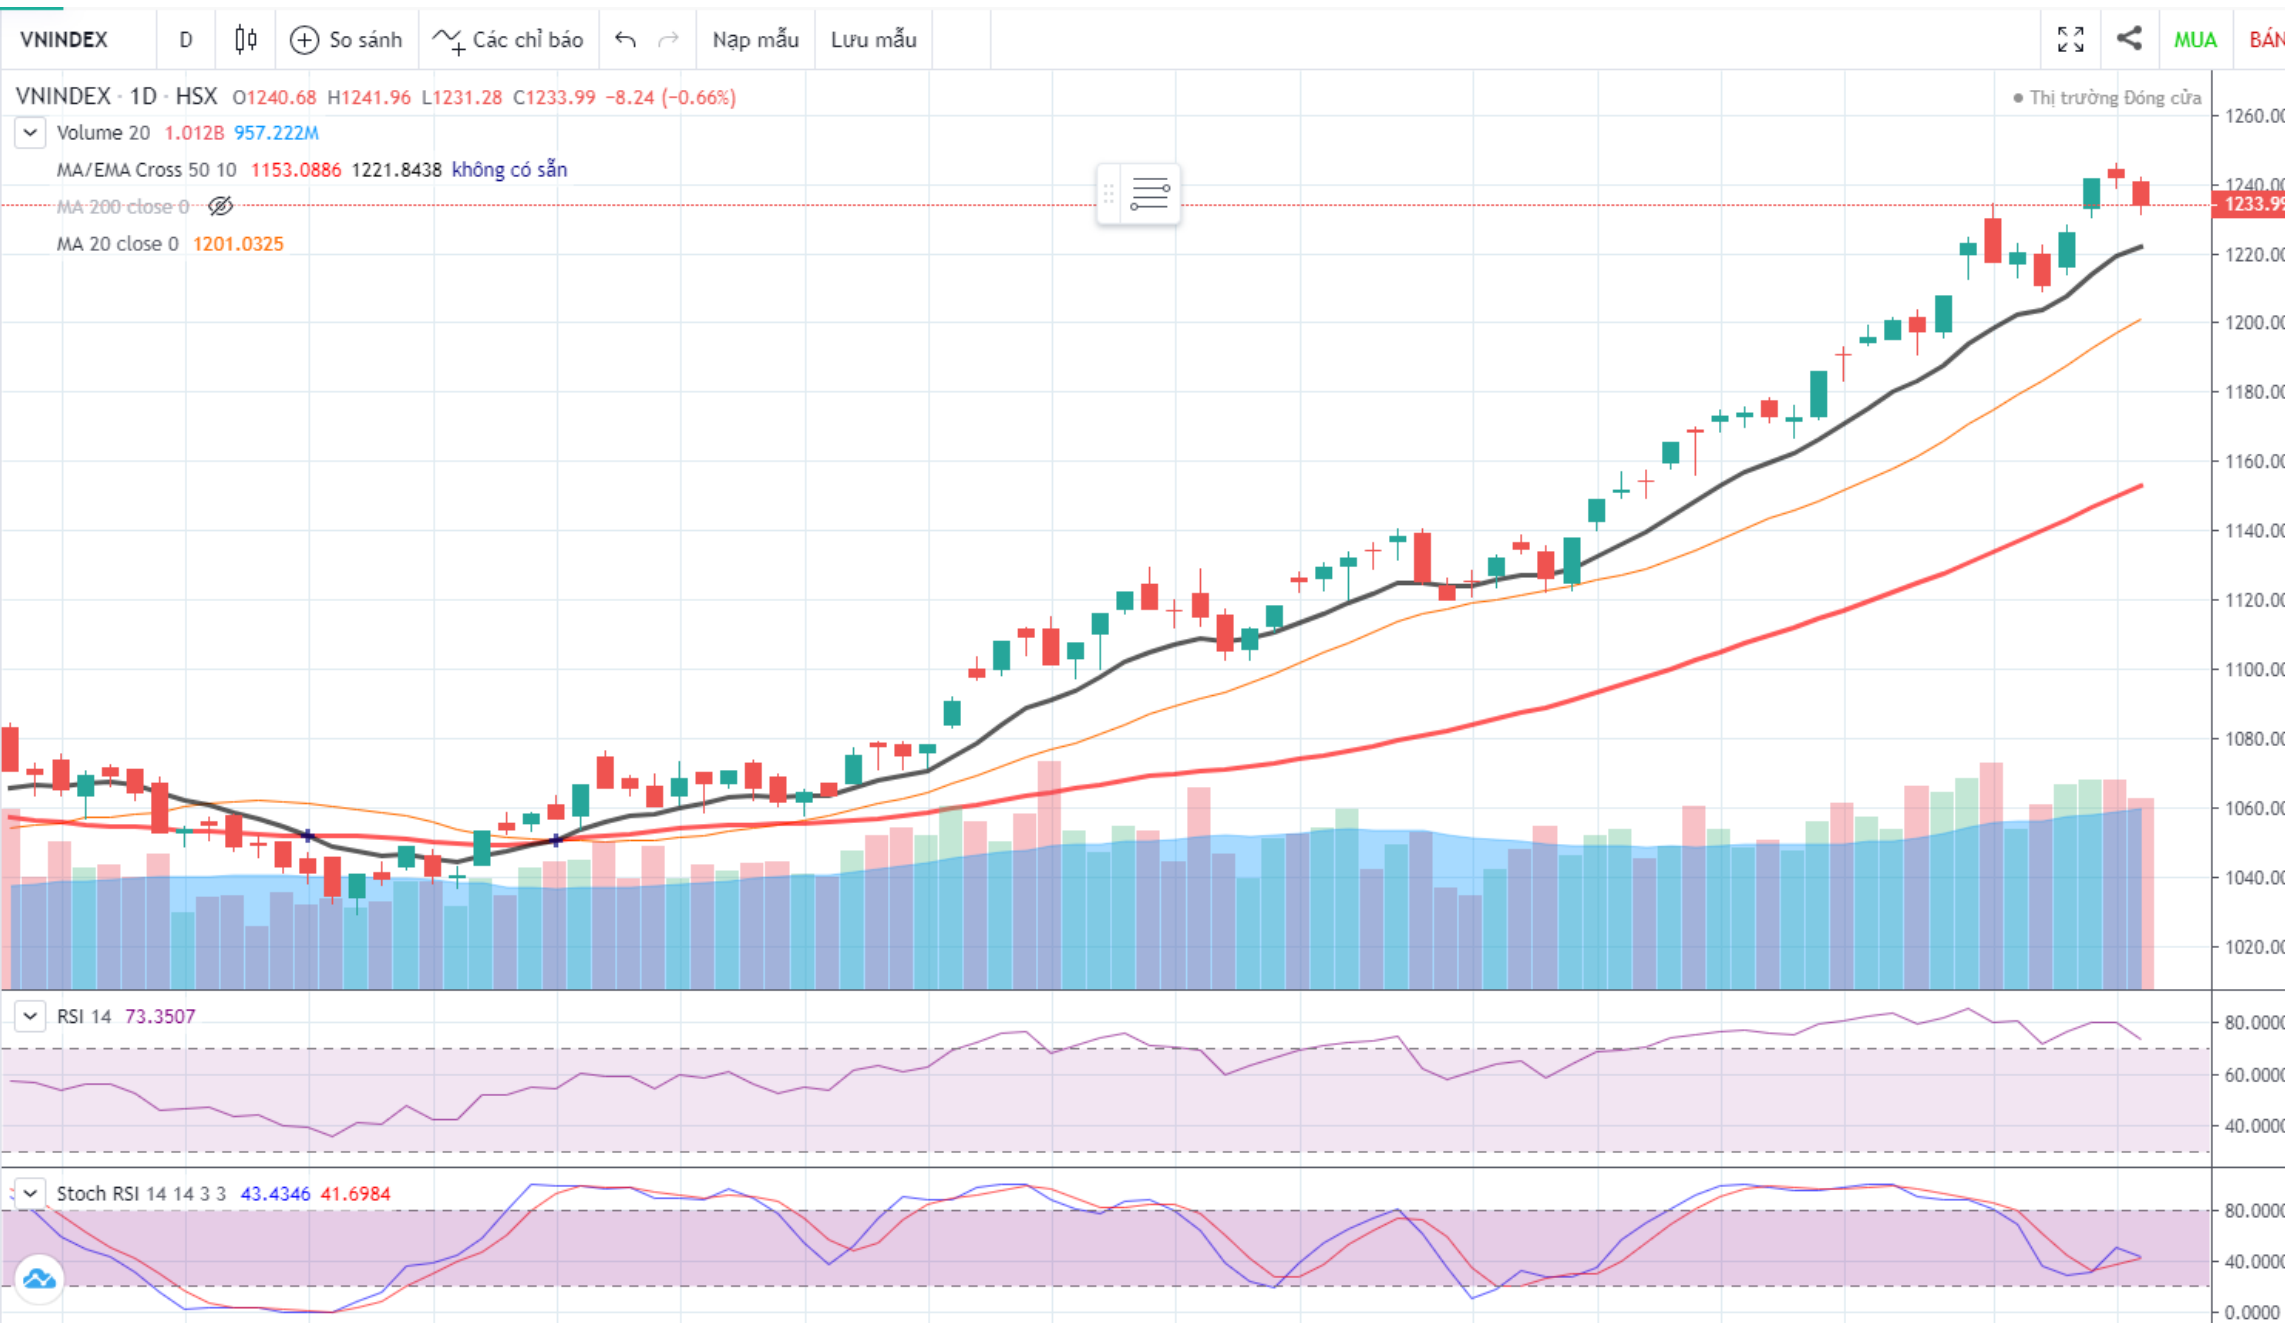 VNINDEX D So sánh Các chỉ báo Nạp mẫu Lưu mẫu MUA BÁN
VNINDEX · 1D · HSX O1240.68 H1241.96 L1231.28 C1233.99 −8.24 (−0.66%)
Thị trường Đóng cửa
Volume 20 1.012B 957.222M
MA/EMA Cross 50 10 1153.0886 1221.8438 không có sẵn
MA 200 close 0
MA 20 close 0 1201.0325
1260.00
1240.00
1233.99
1220.00
1200.00
1180.00
1160.00
1140.00
1120.00
1100.00
1080.00
1060.00
1040.00
1020.00
RSI 14 73.3507
80.0000
60.0000
40.0000
Stoch RSI 14 14 3 3 43.4346 41.6984
80.0000
40.0000
0.0000